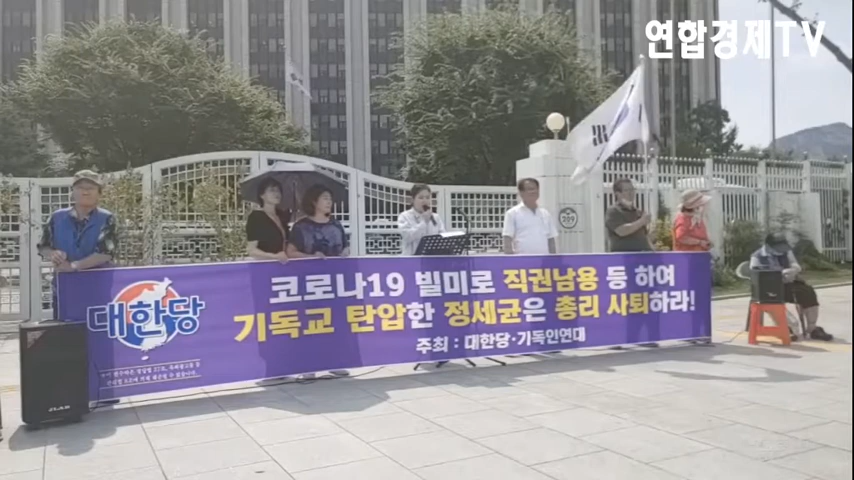 연합경제TV
대한당
코로나19 빌미로 직권남용 등 하여
기독교 탄압한 정세균은 총리 사퇴하라!
주최 : 대한당·기독인연대
209